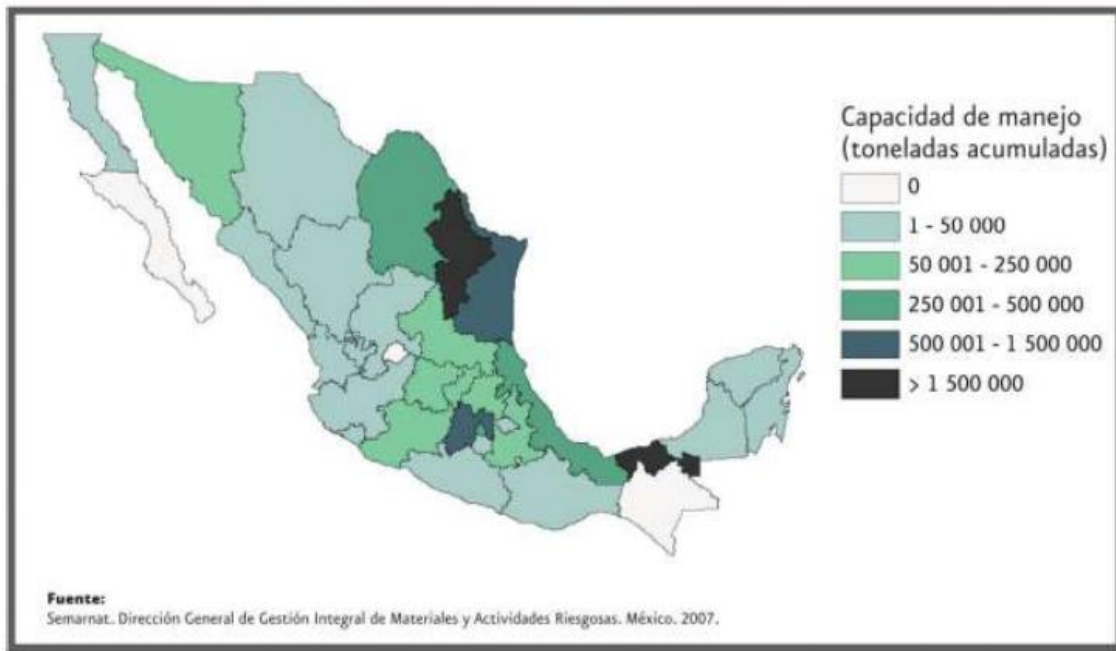 Capacidad de manejo
(toneladas acumuladas)
0
1 - 50 000
50 001 - 250 000
250 001 - 500 000
500 001 - 1 500 000
> 1 500 000
Fuente:
Semarnat. Dirección General de Gestión Integral de Materiales y Actividades Riesgosas. México. 2007.